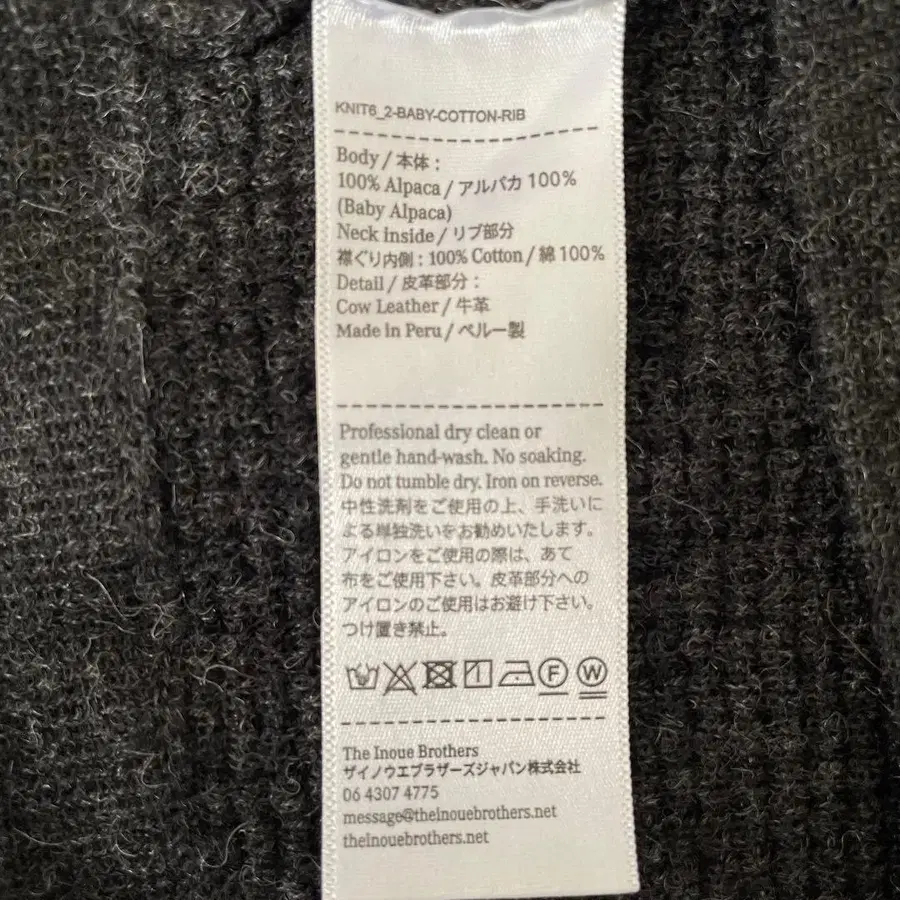 KNIT6_2-BABY-COTTON-RIB
Body / 本体 :
100% Alpaca / アルパカ 100%
(Baby Alpaca)
Neck inside / リブ部分
襟ぐり内側 : 100% Cotton / 綿 100%
Detail / 皮革部分 :
Cow Leather / 牛革
Made in Peru / ペルー製
Professional dry clean or
gentle hand-wash. No soaking.
Do not tumble dry. Iron on reverse.
中性洗剤をご使用の上、手洗いに
よる単独洗いをお勧めいたします。
アイロンをご使用の際は、あて
布をご使用下さい。皮革部分への
アイロンのご使用はお避け下さい。
つけ置き禁止。
F W
The Inoue Brothers
ザイノウエブラザーズジャパン株式会社
06 4307 4775
message@theinouebrothers.net
theinouebrothers.net